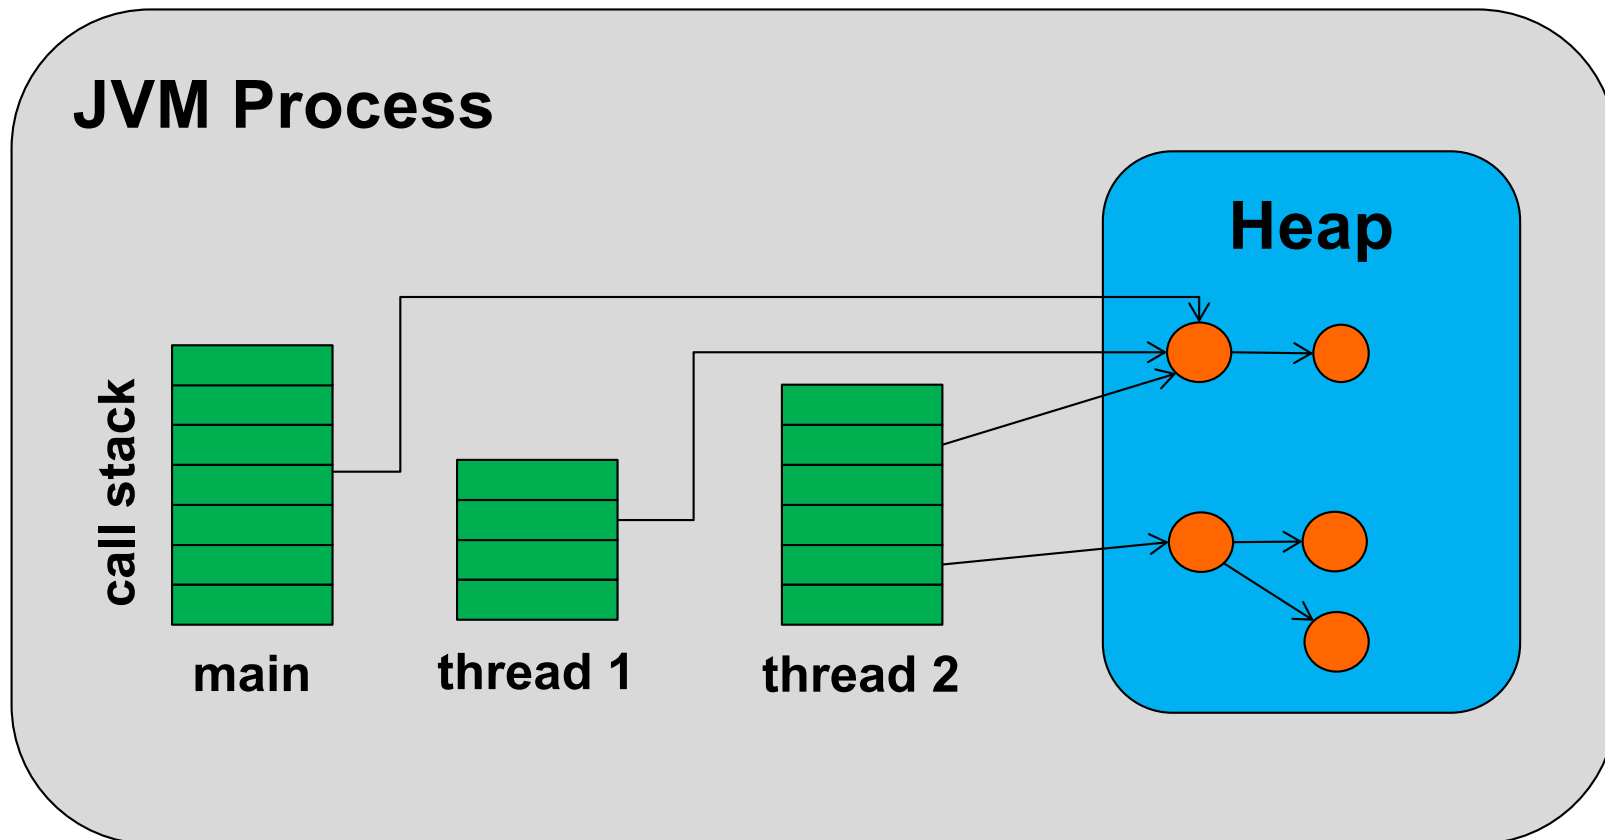 JVM Process
Heap
call stack
main
thread 1
thread 2